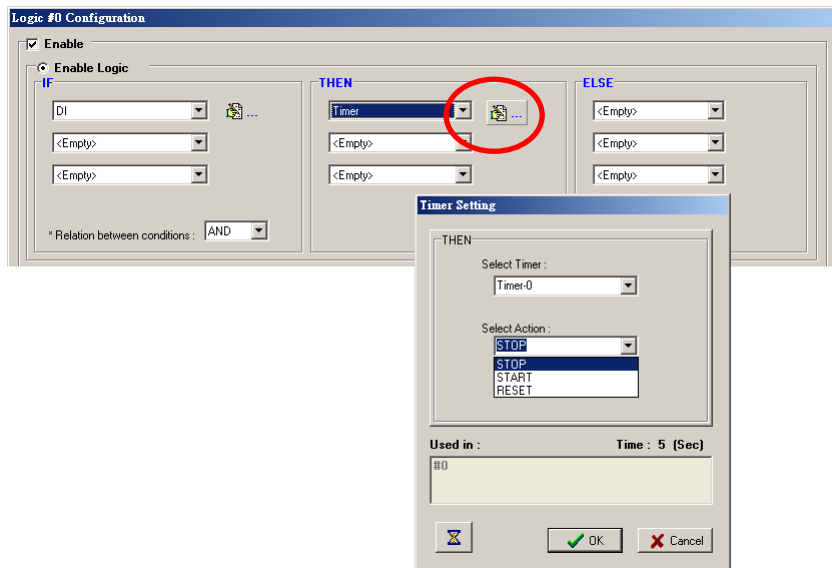 Logic #0 Configuration
Enable
Enable Logic
IF
THEN
ELSE
DI
...
Timer
...
<Empty>
<Empty>
<Empty>
<Empty>
<Empty>
<Empty>
<Empty>
* Relation between conditions :
AND
Timer Setting
THEN
Select Timer :
Timer-0
Select Action :
STOP
STOP
START
RESET
Used in :
Time : 5 (Sec)
#0
OK
Cancel